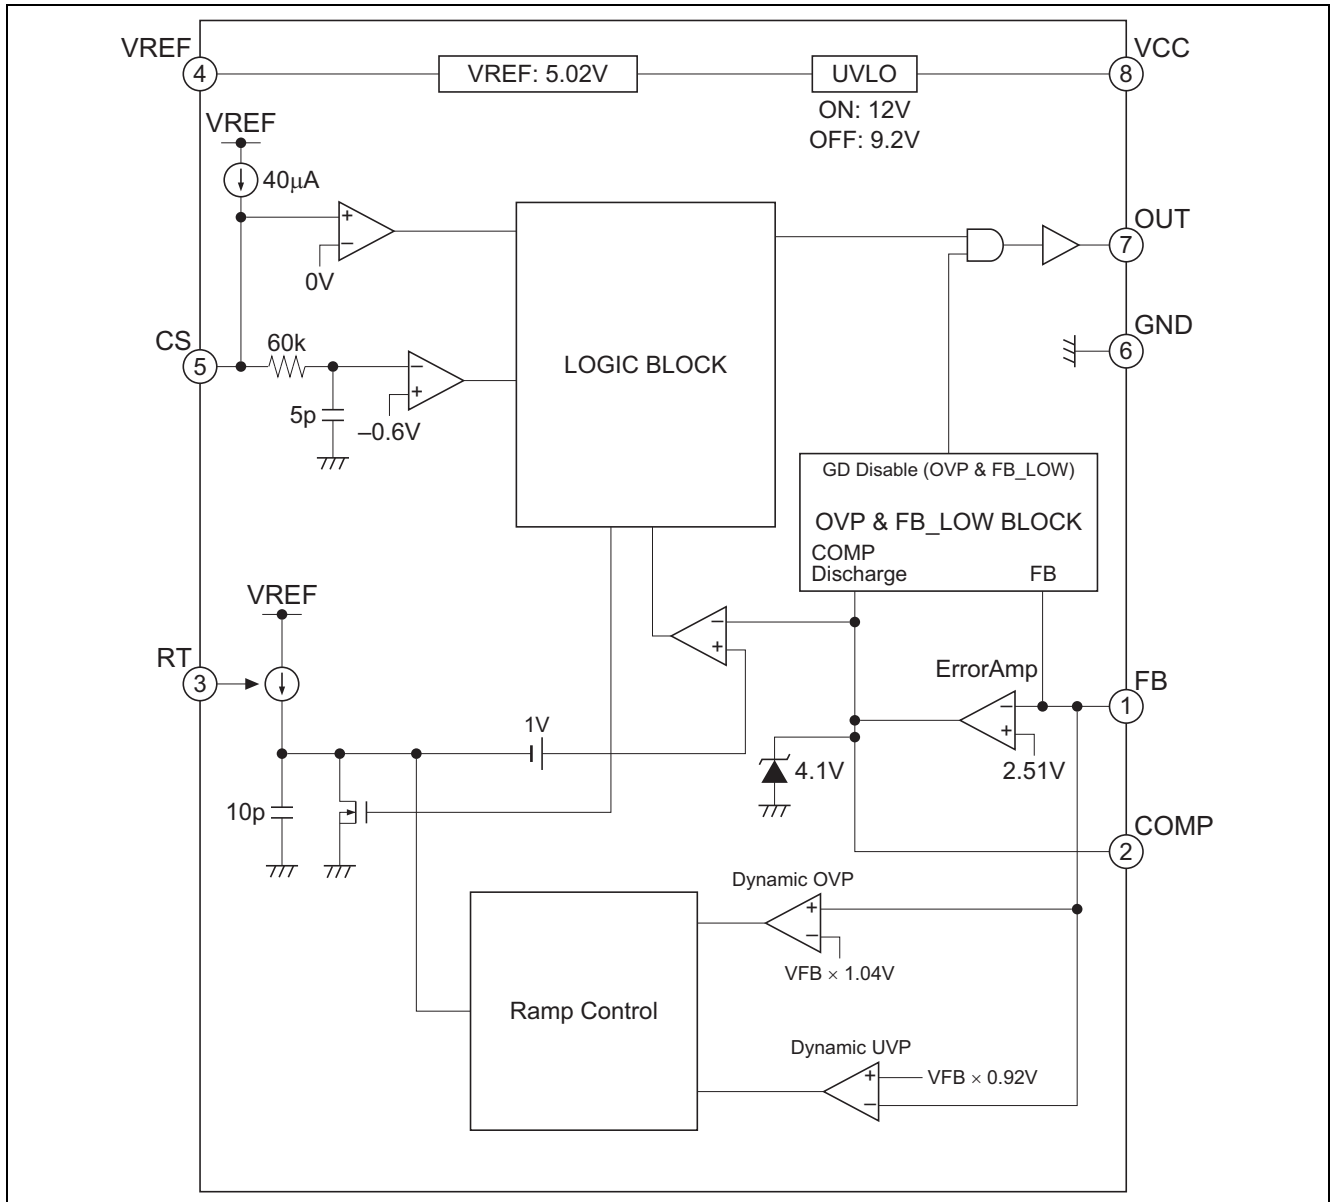 VREF
4
VREF: 5.02V
UVLO
ON: 12V
OFF: 9.2V
VCC
8
VREF
40μA
+
−
0V
CS
5
60k
5p
−
+
−0.6V
LOGIC BLOCK
OUT
7
GND
6
GD Disable (OVP & FB_LOW)
OVP & FB_LOW BLOCK
COMP
Discharge
FB
VREF
RT
3
−
+
ErrorAmp
−
+
2.51V
FB
1
1V
4.1V
10p
COMP
2
Dynamic OVP
+
−
VFB × 1.04V
Ramp Control
Dynamic UVP
+
−
VFB × 0.92V